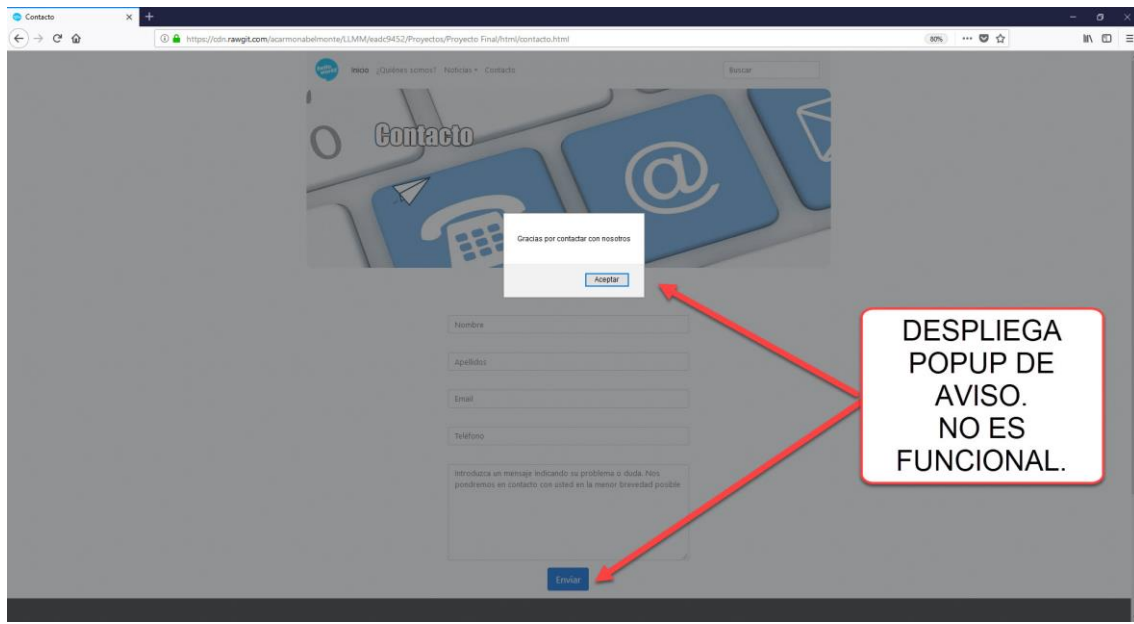 Contacto
https://cdn.rawgit.com/acarmonabelmonte/LLMM/eadc9452/Proyectos/Proyecto Final/html/contacto.html
80%
hello world
Inicio ¿Quiénes somos? Noticias Contacto
Buscar
Contacto
@
Gracias por contactar con nosotros
Aceptar
Nombre
Apellidos
Email
Teléfono
Introduzca un mensaje indicando su problema o duda. Nos
pondremos en contacto con usted en la menor brevedad posible
Enviar
DESPLIEGA
POPUP DE
AVISO.
NO ES
FUNCIONAL.